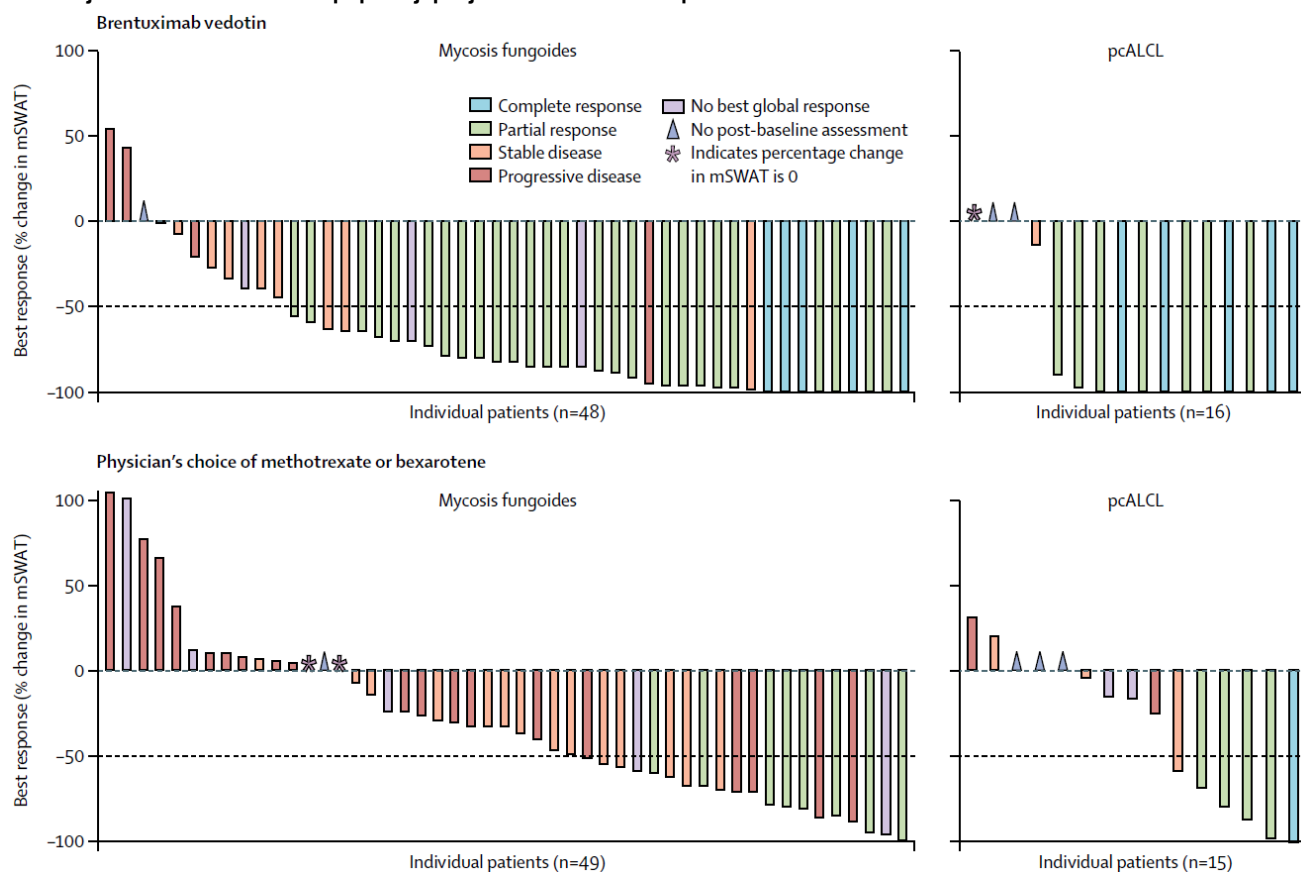 Brentuximab vedotin
Mycosis fungoides
pcALCL
100
50
0
−50
−100
Best response (% change in mSWAT)
Complete response
Partial response
Stable disease
Progressive disease
No best global response
No post-baseline assessment
Indicates percentage change
in mSWAT is 0
Individual patients (n=48)
Individual patients (n=16)
Physician's choice of methotrexate or bexarotene
Mycosis fungoides
pcALCL
100
50
0
−50
−100
Best response (% change in mSWAT)
Individual patients (n=49)
Individual patients (n=15)